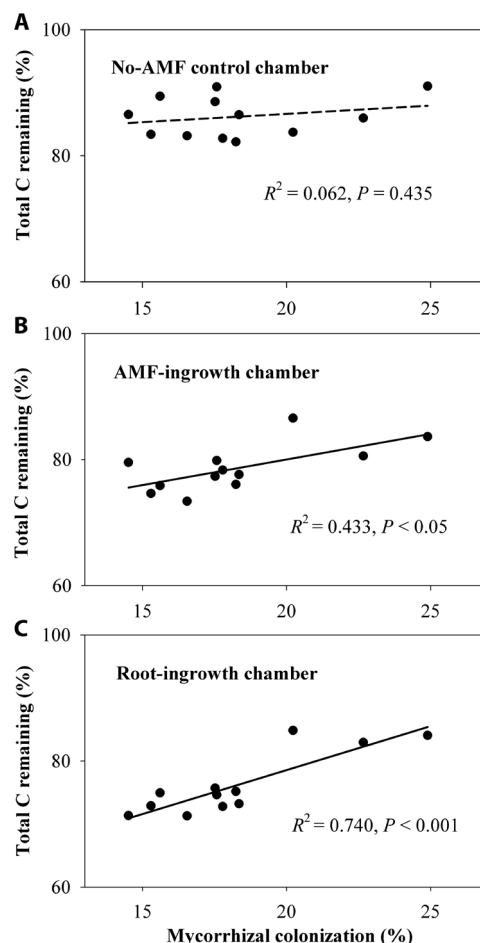 A
100
No-AMF control chamber
80
R² = 0.062, P = 0.435
60
15 20 25
Total C remaining (%)
B
100
AMF-ingrowth chamber
80
R² = 0.433, P < 0.05
60
15 20 25
Total C remaining (%)
C
100
Root-ingrowth chamber
80
R² = 0.740, P < 0.001
60
15 20 25
Total C remaining (%)
Mycorrhizal colonization (%)